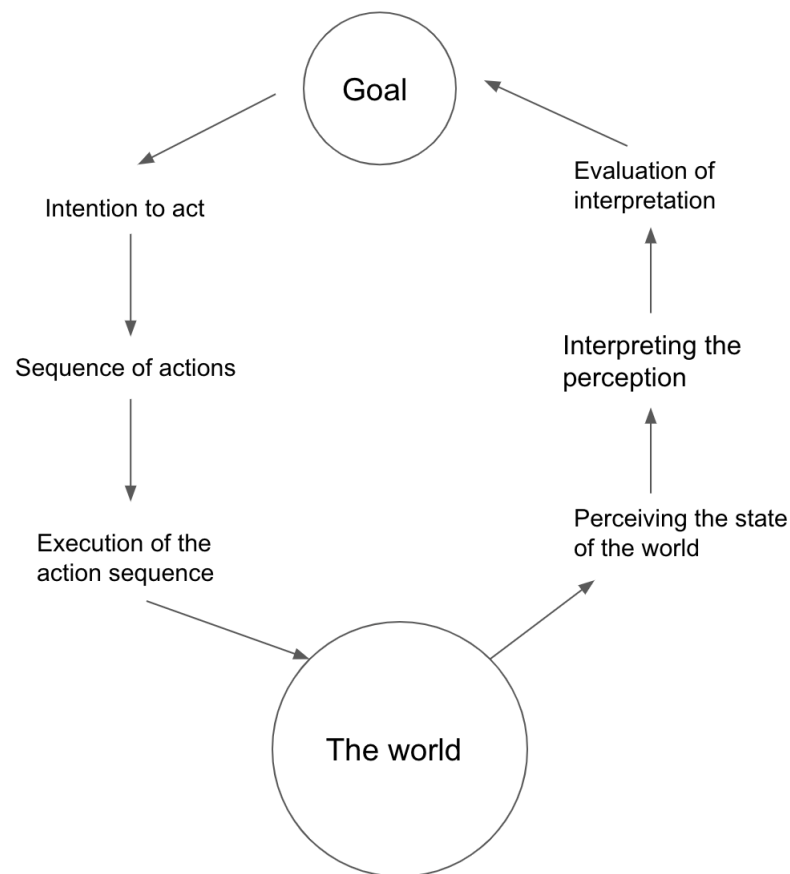 Goal
Intention to act
Sequence of actions
Execution of the
action sequence
The world
Perceiving the state
of the world
Interpreting the
perception
Evaluation of
interpretation